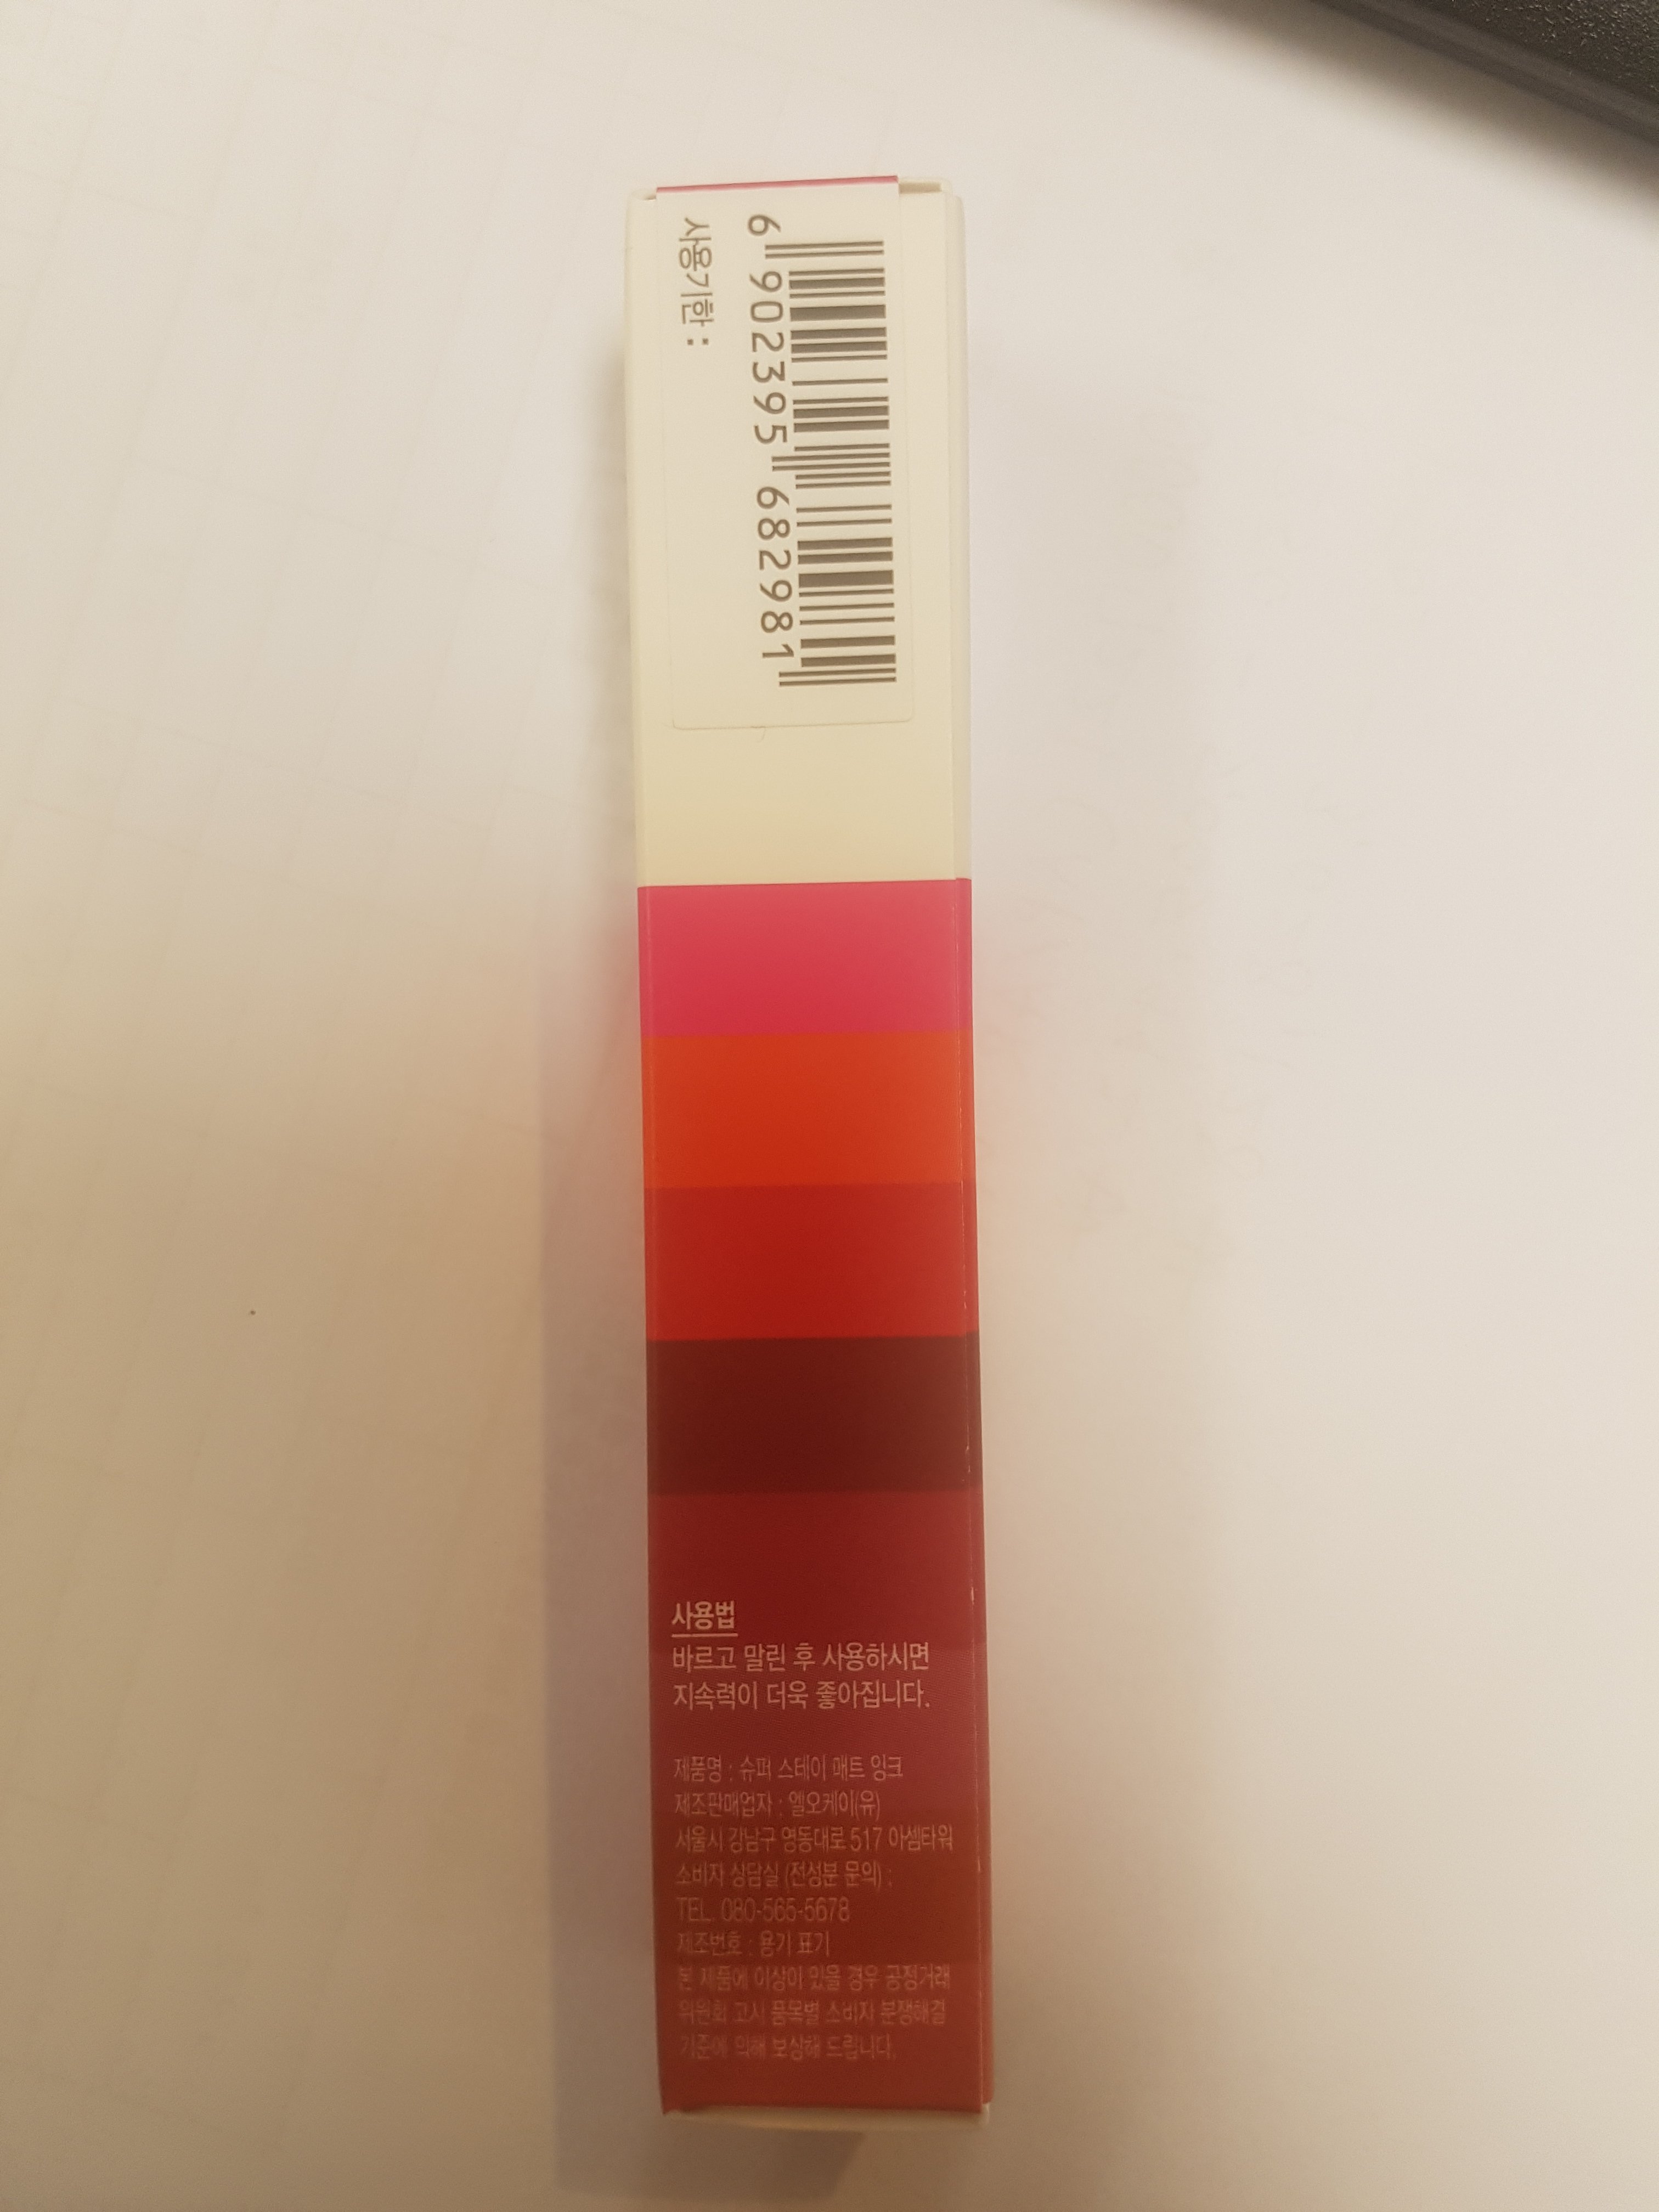 사용기한 :
6 902395 682981
사용법
바르고 말린 후 사용하시면
지속력이 더욱 좋아집니다.
제품명 : 슈퍼 스테이 매트 잉크
제조판매업자 : 엘오케이(유)
서울시 강남구 영동대로 517 아셈타워
소비자 상담실 (전성분 문의) :
TEL. 080-565-5678
제조번호 : 용기 표기
본 제품에 이상이 있을 경우 공정거래
위원회 고시 품목별 소비자 분쟁해결
기준에 의해 보상해 드립니다.